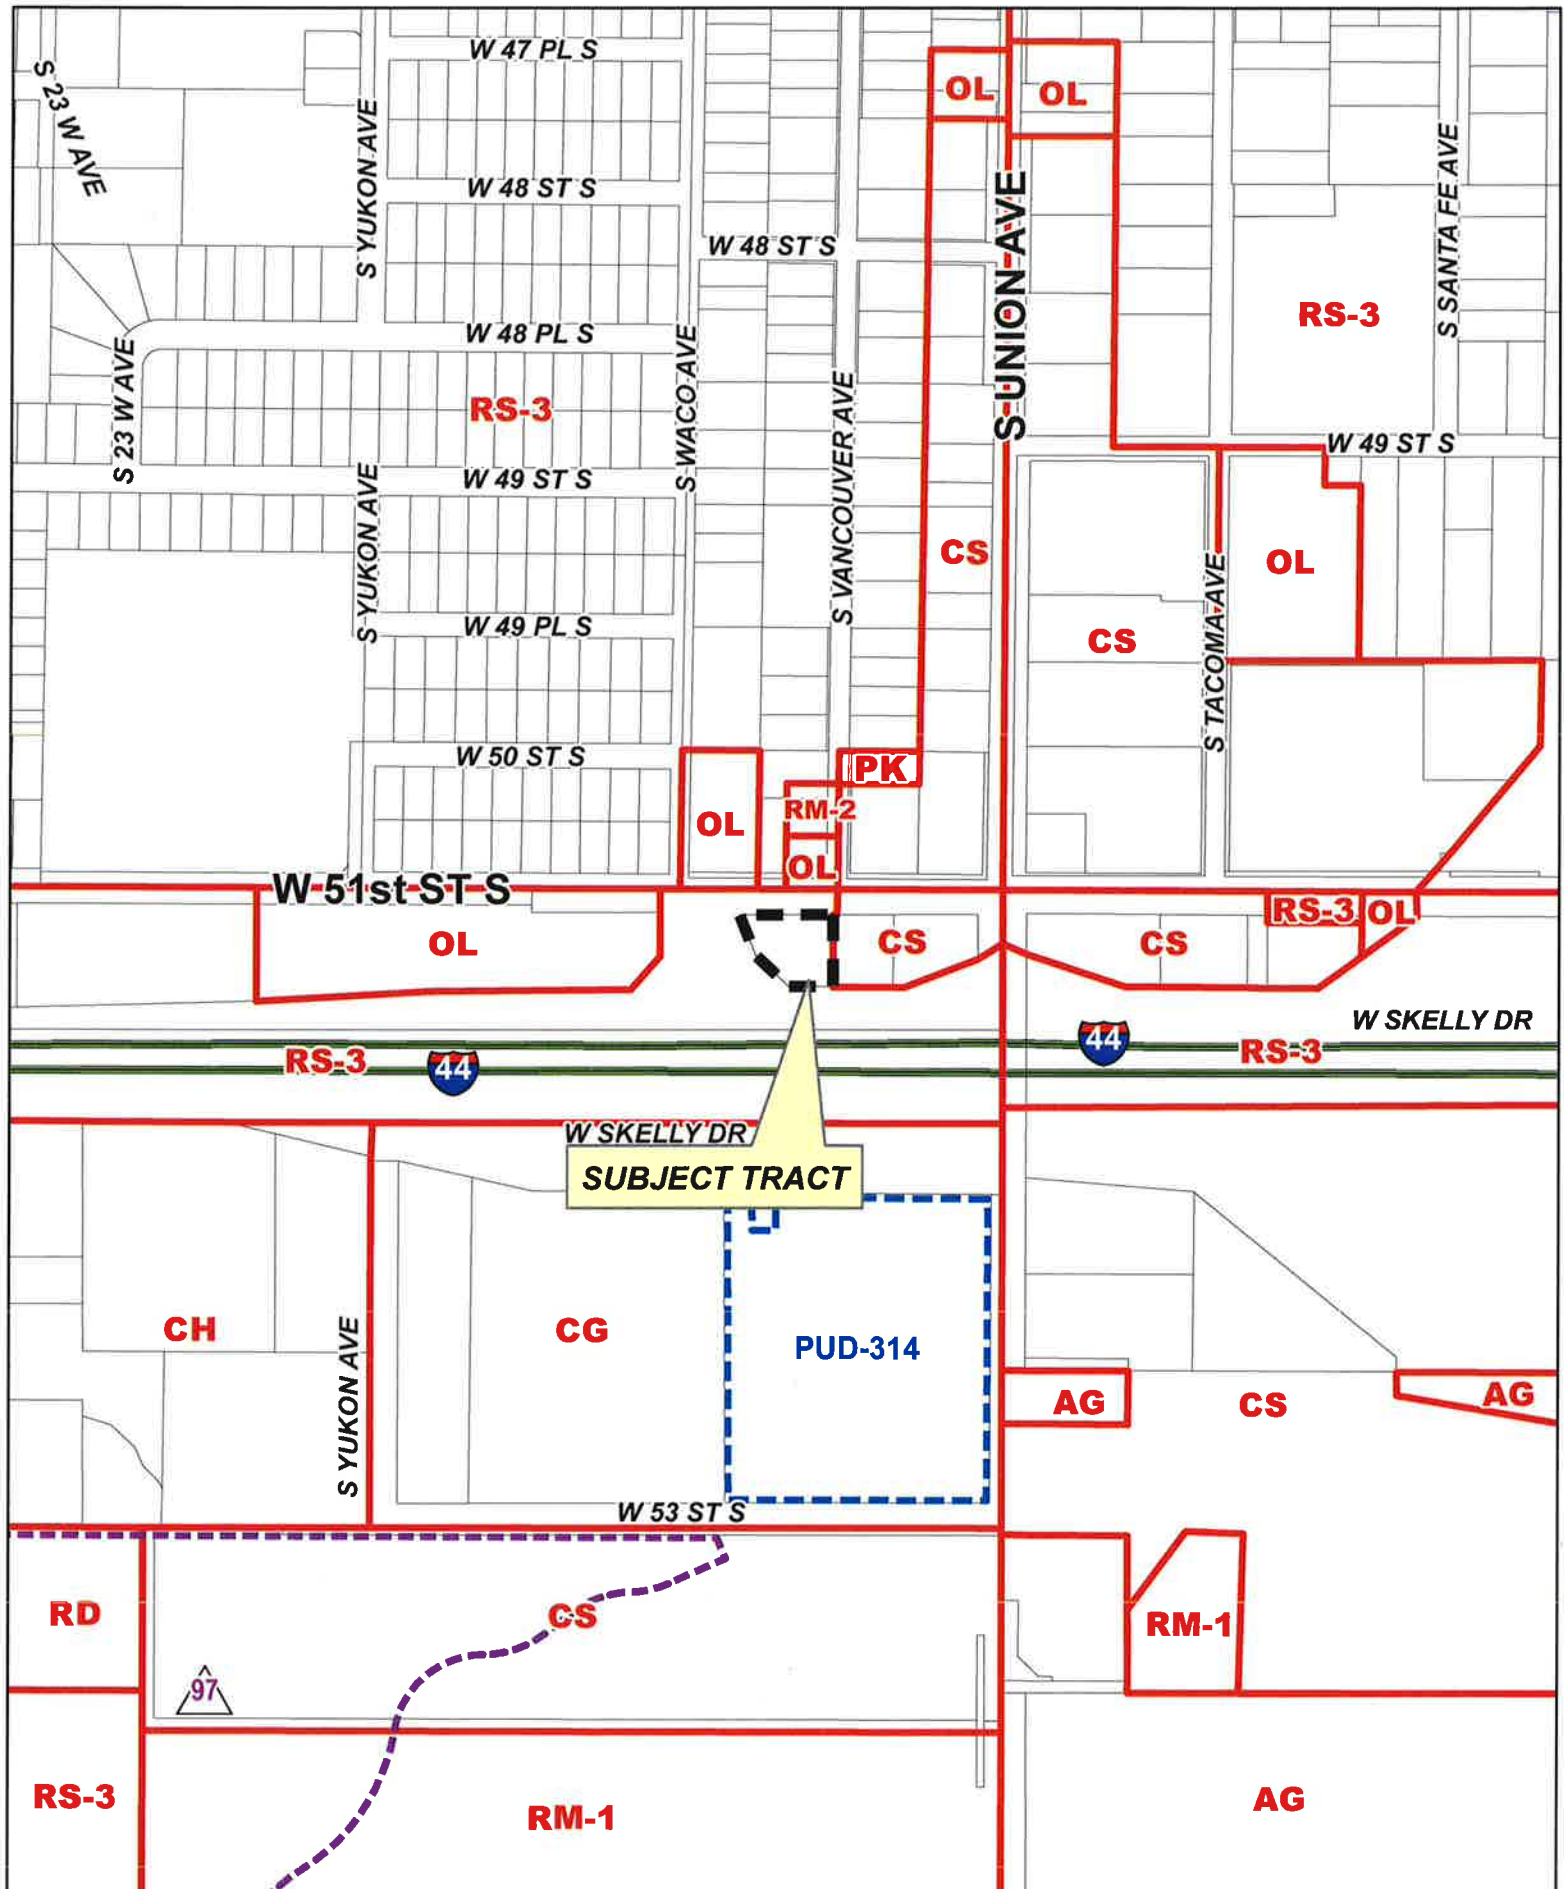 W 47 PL S
S 23 W AVE
OL
OL
S YUKON AVE
S UNION AVE
S SANTA FE AVE
W 48 ST S
W 48 ST S
RS-3
W 48 PL S
S 23 W AVE
S WACO AVE
S VANCOUVER AVE
RS-3
W 49 ST S
W 49 ST S
S YUKON AVE
CS
OL
S TACOMA AVE
W 49 PL S
CS
W 50 ST S
PK
RM-2
OL
OL
W 51st ST S
RS-3
OL
OL
CS
CS
W SKELLY DR
44
RS-3
44
RS-3
W SKELLY DR
SUBJECT TRACT
CH
CG
PUD-314
S YUKON AVE
AG
CS
AG
W 53 ST S
RD
CS
RM-1
97
RS-3
RM-1
AG